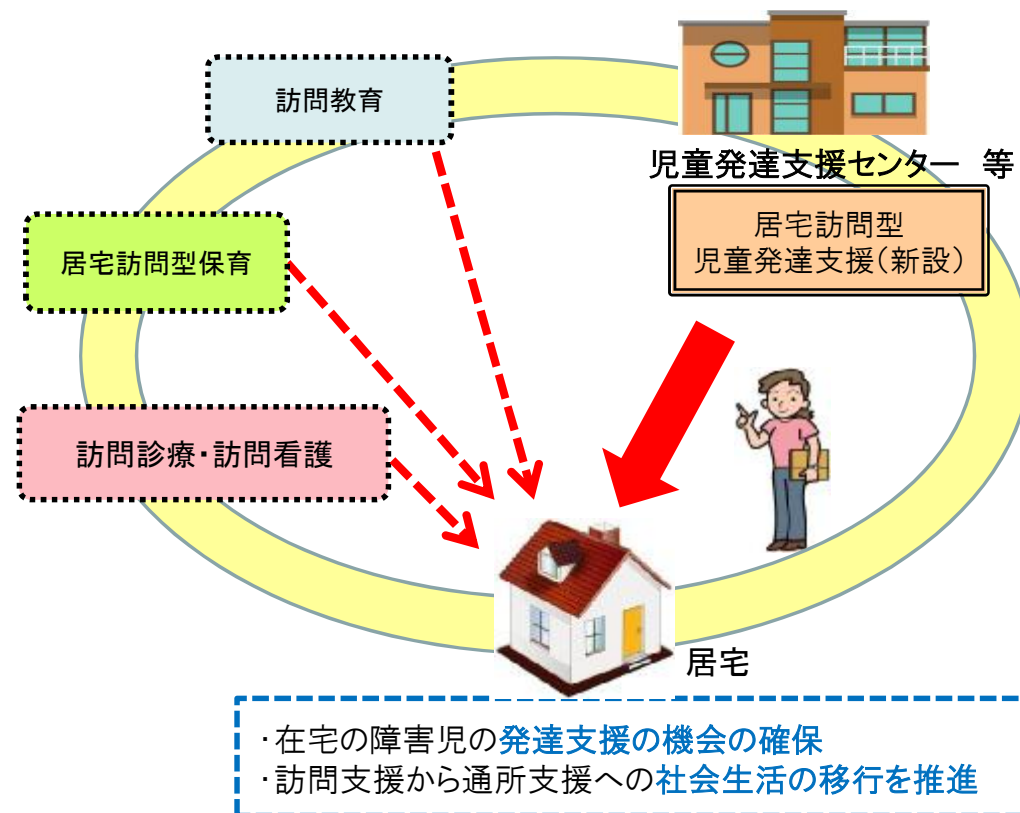 訪問教育
児童発達支援センター　等
居宅訪問型
児童発達支援（新設）
居宅訪問型保育
訪問診療・訪問看護
居宅
・在宅の障害児の発達支援の機会の確保
・訪問支援から通所支援への社会生活の移行を推進